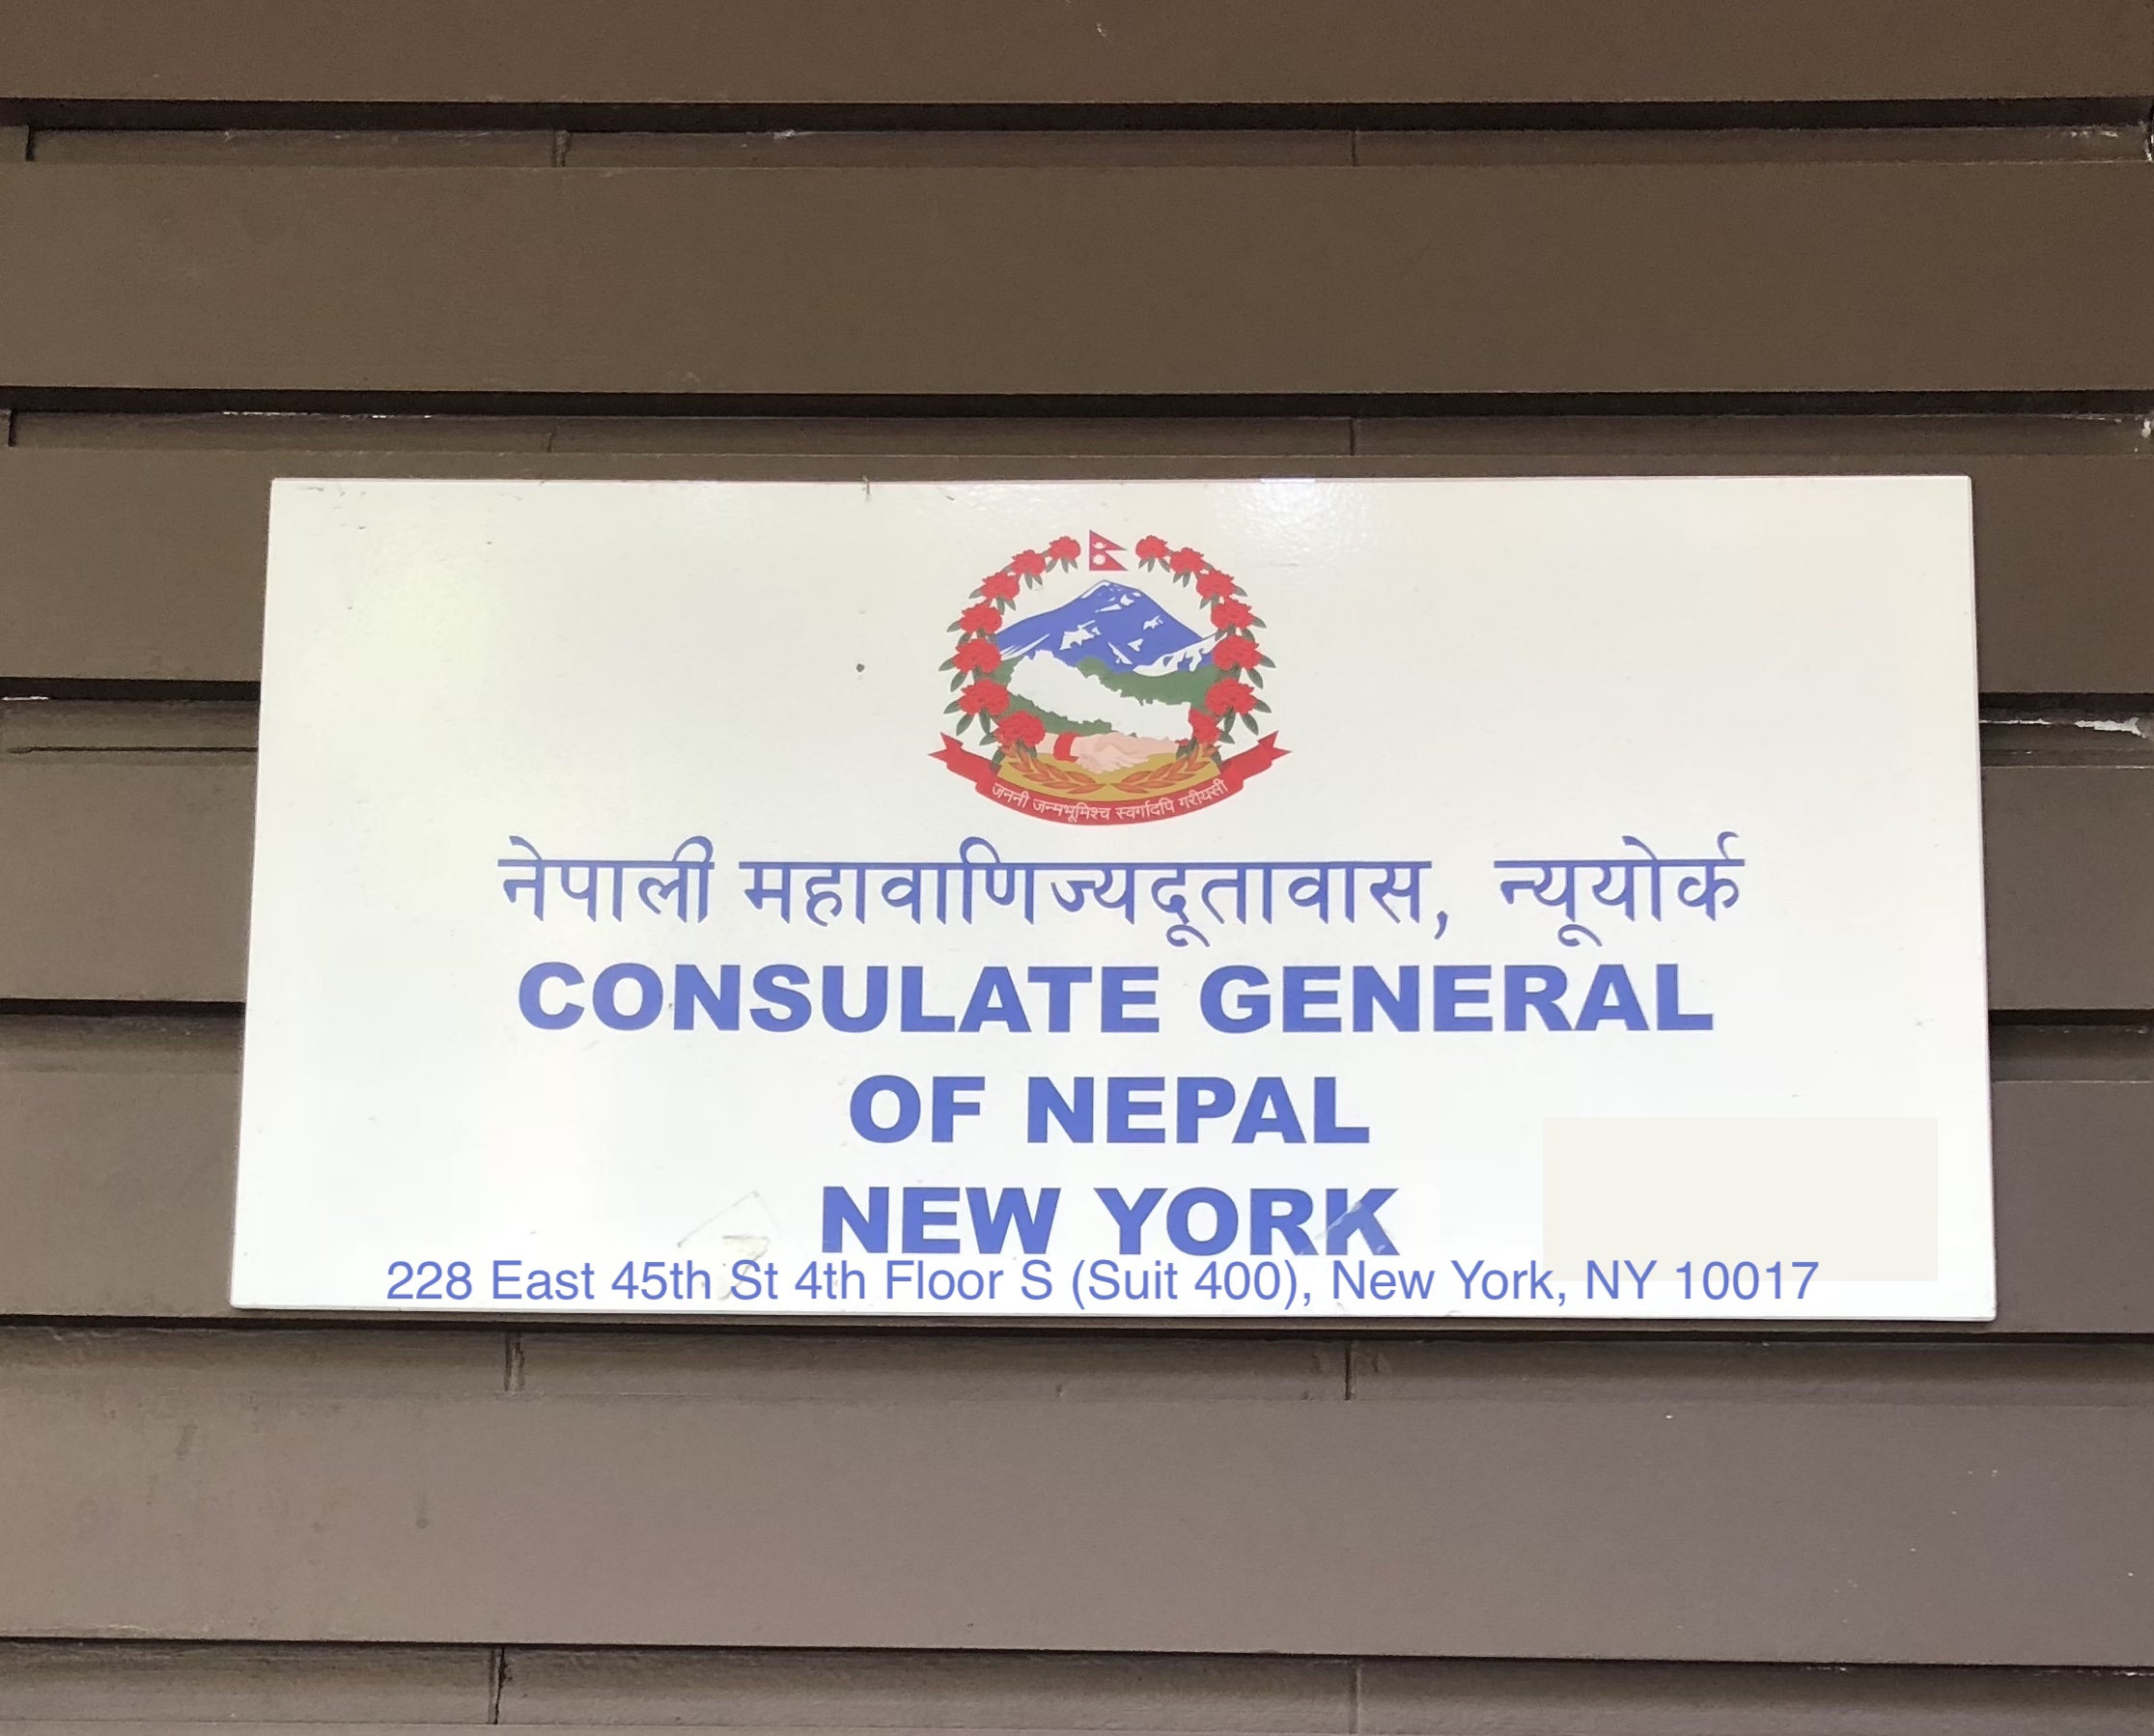 जननी जन्मभूमिश्च स्वर्गादपि गरीयसी
नेपाली महावाणिज्यदूतावास, न्यूयोर्क
CONSULATE GENERAL
OF NEPAL
NEW YORK
228 East 45th St 4th Floor S (Suit 400), New York, NY 10017